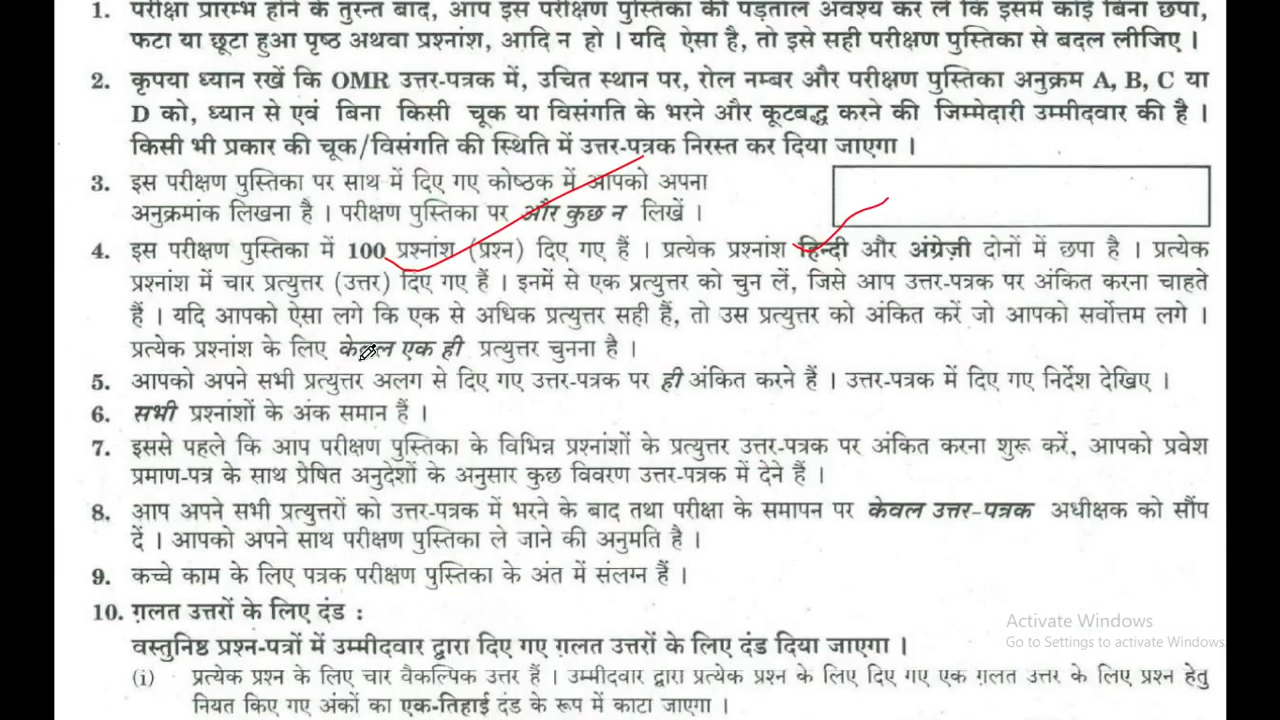 1. परीक्षा प्रारम्भ होने के तुरन्त बाद, आप इस परीक्षण पुस्तिका की पड़ताल अवश्य कर लें कि इसमें कोई बिना छपा,
फटा या छूटा हुआ पृष्ठ अथवा प्रश्नांश, आदि न हो । यदि ऐसा है, तो इसे सही परीक्षण पुस्तिका से बदल लीजिए ।
2. कृपया ध्यान रखें कि OMR उत्तर-पत्रक में, उचित स्थान पर, रोल नम्बर और परीक्षण पुस्तिका अनुक्रम A, B, C या
D को, ध्यान से एवं बिना किसी चूक या विसंगति के भरने और कूटबद्ध करने की जिम्मेदारी उम्मीदवार की है ।
किसी भी प्रकार की चूक/विसंगति की स्थिति में उत्तर-पत्रक निरस्त कर दिया जाएगा ।
3. इस परीक्षण पुस्तिका पर साथ में दिए गए कोष्ठक में आपको अपना
अनुक्रमांक लिखना है । परीक्षण पुस्तिका पर और कुछ न लिखें ।
4. इस परीक्षण पुस्तिका में 100 प्रश्नांश (प्रश्न) दिए गए हैं । प्रत्येक प्रश्नांश हिन्दी और अंग्रेज़ी दोनों में छपा है । प्रत्येक
प्रश्नांश में चार प्रत्युत्तर (उत्तर) दिए गए हैं । इनमें से एक प्रत्युत्तर को चुन लें, जिसे आप उत्तर-पत्रक पर अंकित करना चाहते
हैं । यदि आपको ऐसा लगे कि एक से अधिक प्रत्युत्तर सही हैं, तो उस प्रत्युत्तर को अंकित करें जो आपको सर्वोत्तम लगे ।
प्रत्येक प्रश्नांश के लिए केवल एक ही प्रत्युत्तर चुनना है ।
5. आपको अपने सभी प्रत्युत्तर अलग से दिए गए उत्तर-पत्रक पर ही अंकित करने हैं । उत्तर-पत्रक में दिए गए निर्देश देखिए ।
6. सभी प्रश्नांशों के अंक समान हैं ।
7. इससे पहले कि आप परीक्षण पुस्तिका के विभिन्न प्रश्नांशों के प्रत्युत्तर उत्तर-पत्रक पर अंकित करना शुरू करें, आपको प्रवेश
प्रमाण-पत्र के साथ प्रेषित अनुदेशों के अनुसार कुछ विवरण उत्तर-पत्रक में देने हैं ।
8. आप अपने सभी प्रत्युत्तरों को उत्तर-पत्रक में भरने के बाद तथा परीक्षा के समापन पर केवल उत्तर-पत्रक अधीक्षक को सौंप
दें । आपको अपने साथ परीक्षण पुस्तिका ले जाने की अनुमति है ।
9. कच्चे काम के लिए पत्रक परीक्षण पुस्तिका के अंत में संलग्न हैं ।
10. ग़लत उत्तरों के लिए दंड :
वस्तुनिष्ठ प्रश्न-पत्रों में उम्मीदवार द्वारा दिए गए ग़लत उत्तरों के लिए दंड दिया जाएगा ।
(i) प्रत्येक प्रश्न के लिए चार वैकल्पिक उत्तर हैं । उम्मीदवार द्वारा प्रत्येक प्रश्न के लिए दिए गए एक ग़लत उत्तर के लिए प्रश्न हेतु
नियत किए गए अंकों का एक-तिहाई दंड के रूप में काटा जाएगा ।
Activate Windows
Go to Settings to activate Windows.